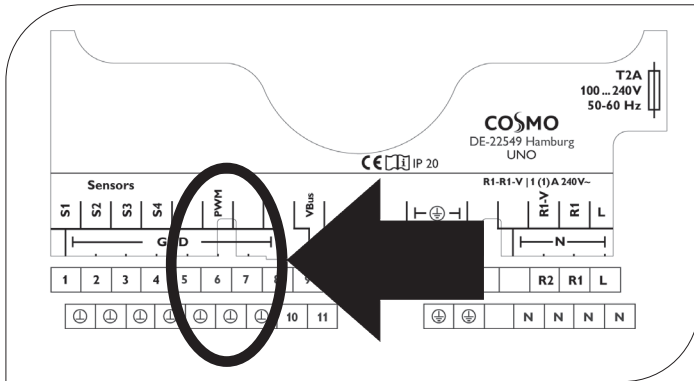 T2A
100 ... 240V
50-60 Hz
COSMO
DE-22549 Hamburg
UNO
CE i IP 20
Sensors
R1-R1-V | 1 (1) A 240V~
S1 S2 S3 S4 PWM VBus R1-V R1 L
N
1 2 3 4 5 6 7 8 R2 R1 L
10 11 N N N N